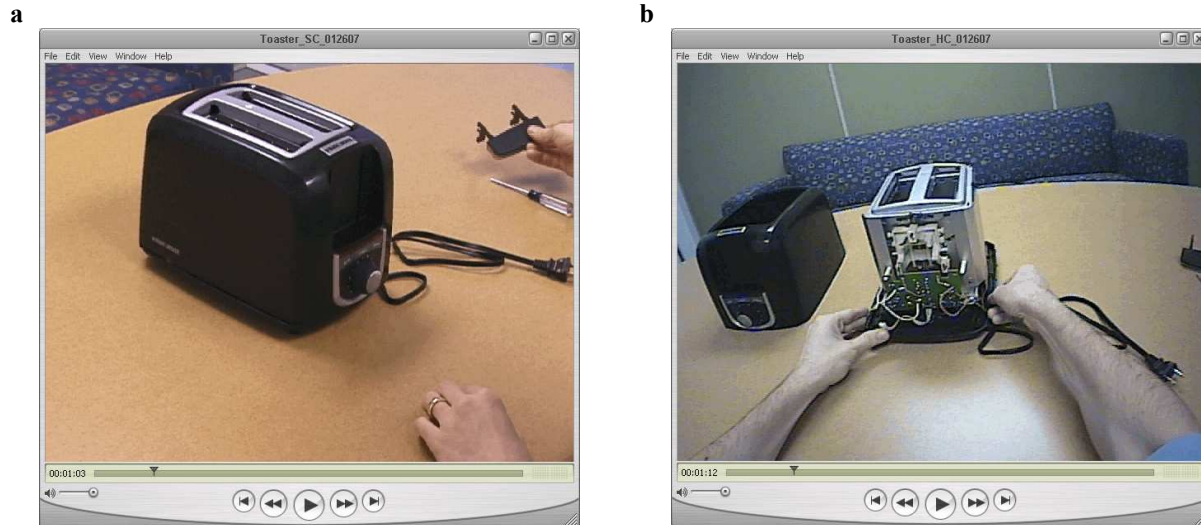 a
Toaster_SC_012607
File Edit View Window Help
00:01:03
b
Toaster_HC_012607
File Edit View Window Help
00:01:12